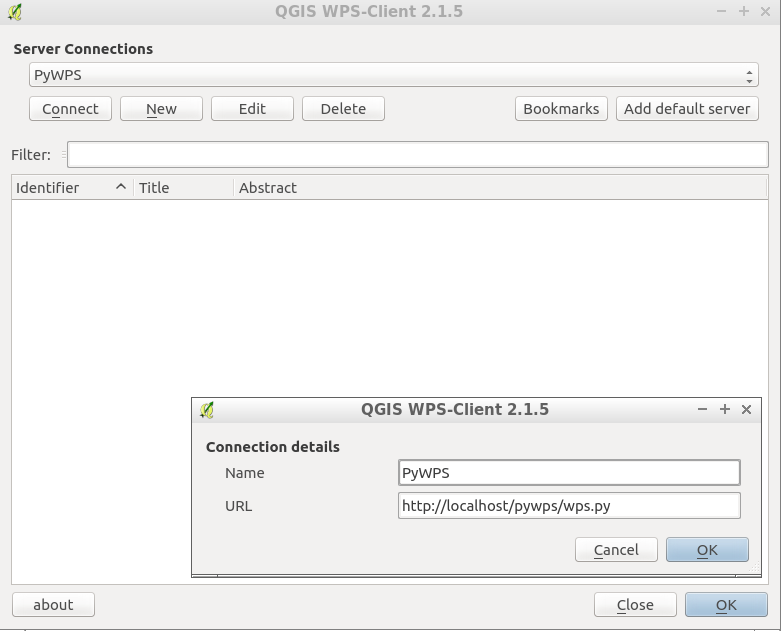 QGIS WPS-Client 2.1.5
Server Connections
PyWPS
Connect New Edit Delete Bookmarks Add default server
Filter:
Identifier Title Abstract
QGIS WPS-Client 2.1.5
Connection details
Name PyWPS
URL http://localhost/pywps/wps.py
Cancel OK
about Close OK